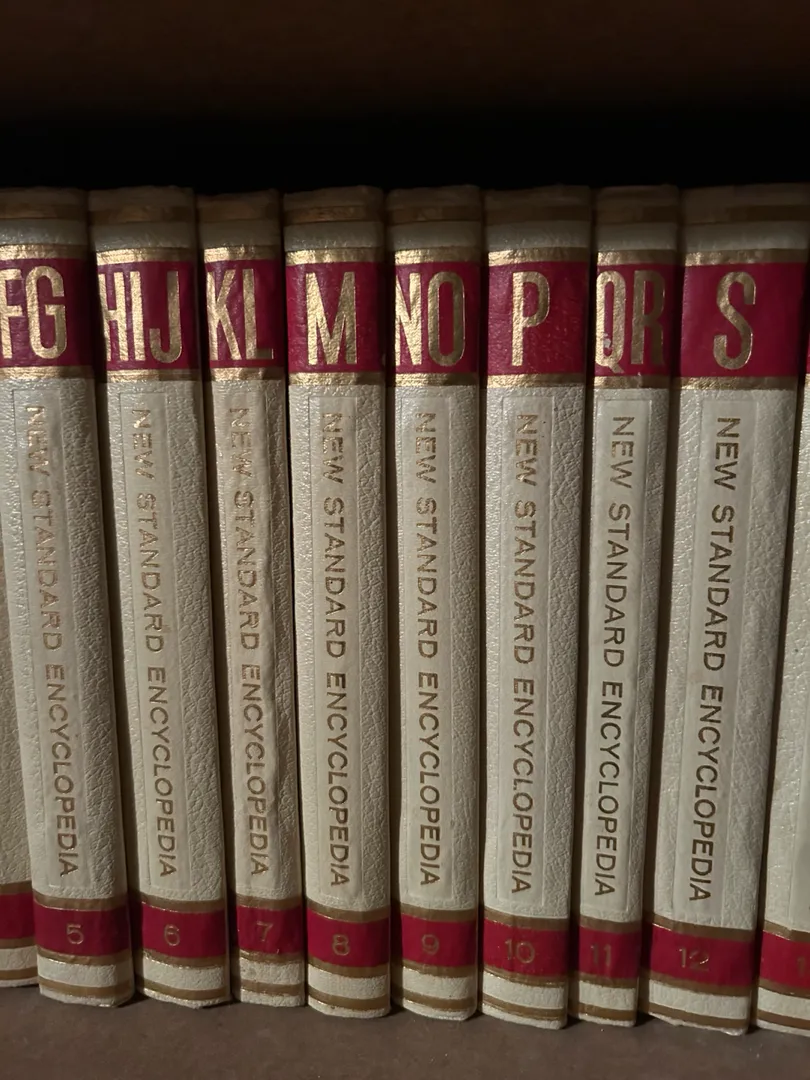 FG
NEW STANDARD ENCYCLOPEDIA
5
HIJ
NEW STANDARD ENCYCLOPEDIA
6
KL
NEW STANDARD ENCYCLOPEDIA
7
M
NEW STANDARD ENCYCLOPEDIA
8
NO
NEW STANDARD ENCYCLOPEDIA
9
P
NEW STANDARD ENCYCLOPEDIA
10
QR
NEW STANDARD ENCYCLOPEDIA
11
S
NEW STANDARD ENCYCLOPEDIA
12